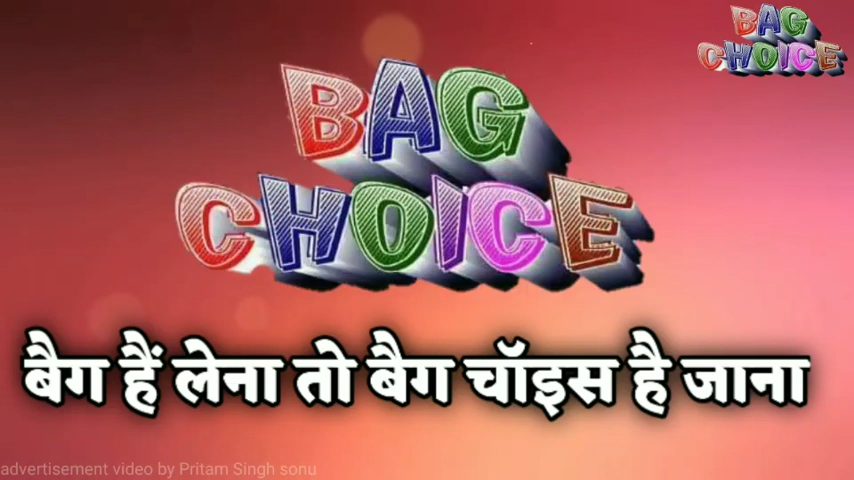 BAG
CHOICE
BAG
CHOICE
बैग हैं लेना तो बैग चॉइस है जाना
advertisement video by Pritam Singh sonu